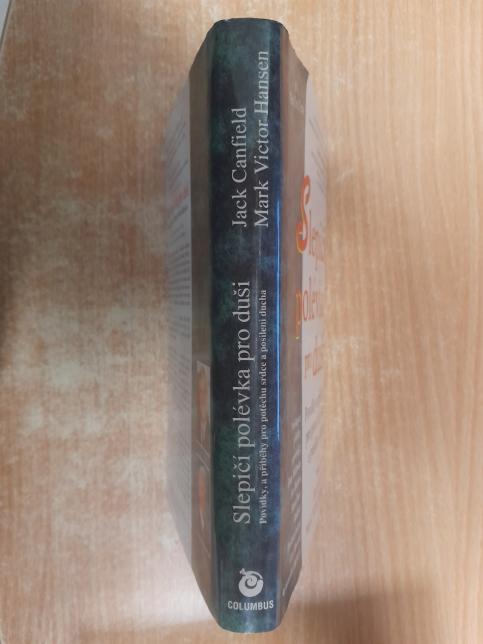 Jack Canfield
Mark Victor Hansen
Slepičí polévka pro duši
Povídky, a příběhy pro potěchu srdce a posílení ducha
COLUMBUS